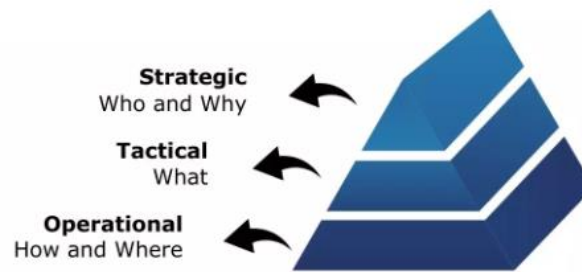 Strategic
Who and Why
Tactical
What
Operational
How and Where